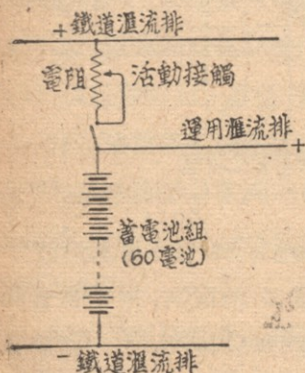 +鐵道滙流排
電阻
活動接觸
運用滙流排 +
蓄電池組
(60電池)
-鐵道滙流排